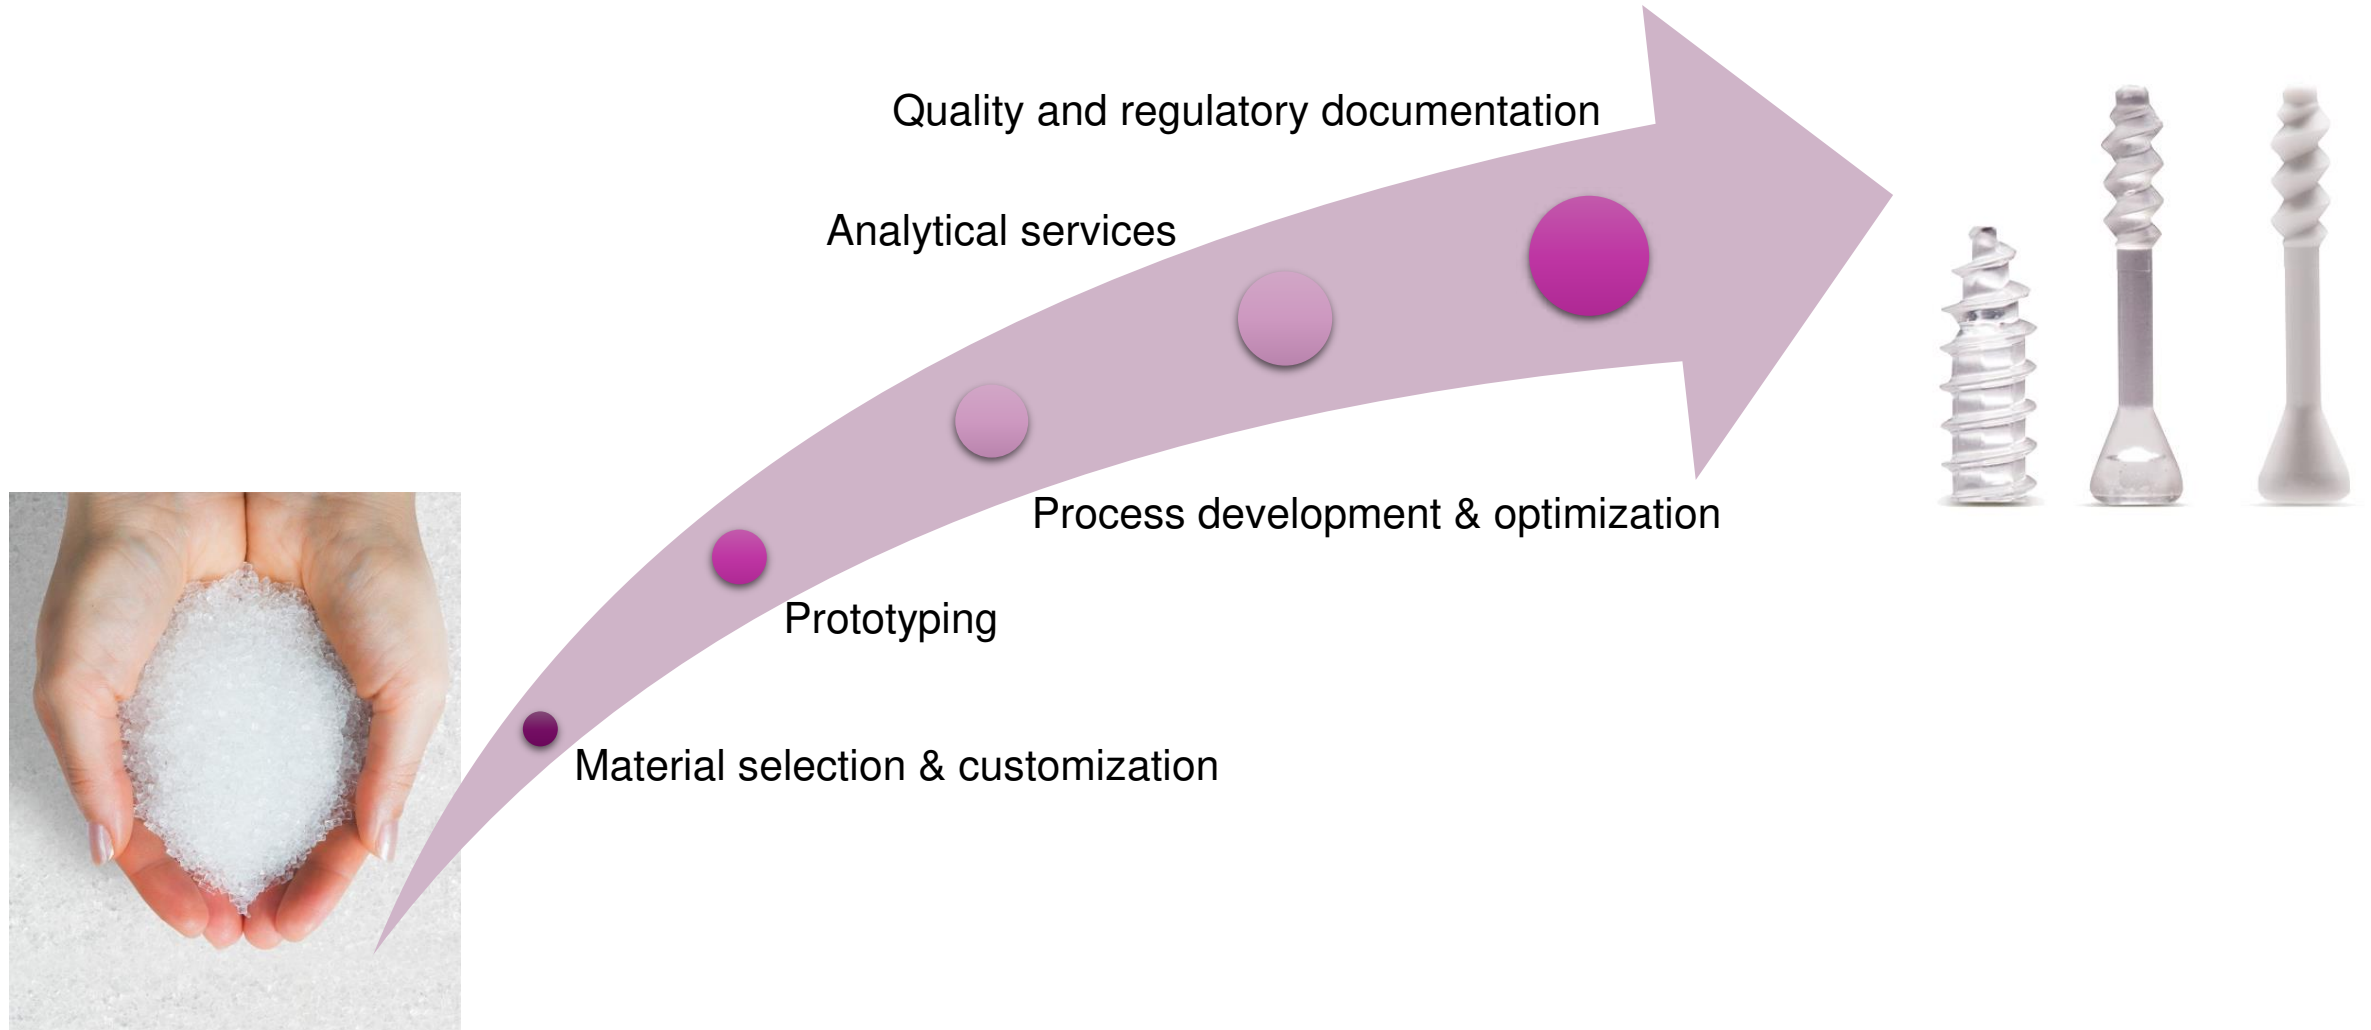 Quality and regulatory documentation
Analytical services
Process development & optimization
Prototyping
Material selection & customization